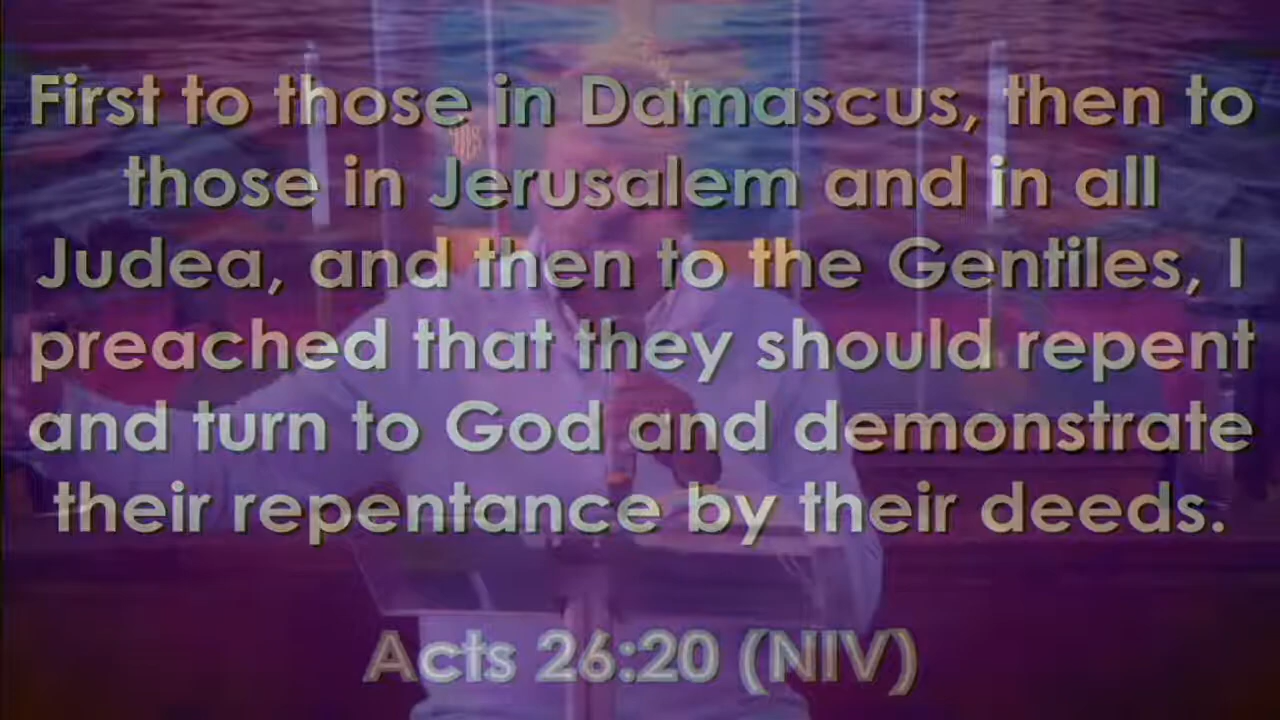 First to those in Damascus, then to
those in Jerusalem and in all
Judea, and then to the Gentiles, I
preached that they should repent
and turn to God and demonstrate
their repentance by their deeds.
Acts 26:20 (NIV)